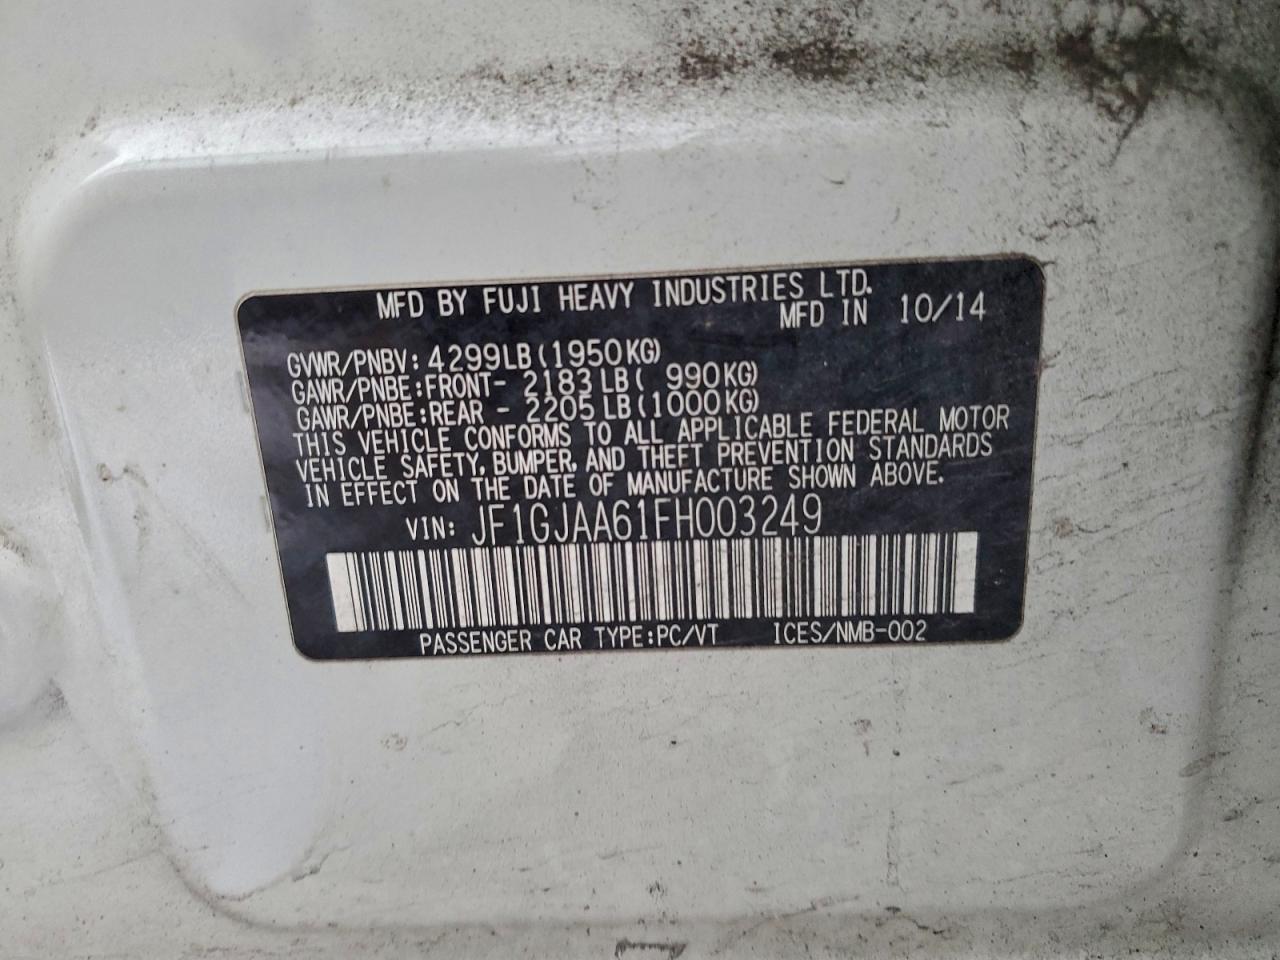 MFD BY FUJI HEAVY INDUSTRIES LTD.
MFD IN 10/14
GVWR/PNBV: 4299LB(1950KG)
GAWR/PNBE:FRONT- 2183LB( 990KG)
GAWR/PNBE:REAR - 2205LB(1000KG)
THIS VEHICLE CONFORMS TO ALL APPLICABLE FEDERAL MOTOR
VEHICLE SAFETY, BUMPER, AND THEFT PREVENTION STANDARDS
IN EFFECT ON THE DATE OF MANUFACTURE SHOWN ABOVE.
VIN: JF1GJAA61FH003249
PASSENGER CAR TYPE:PC/VT ICES/NMB-002